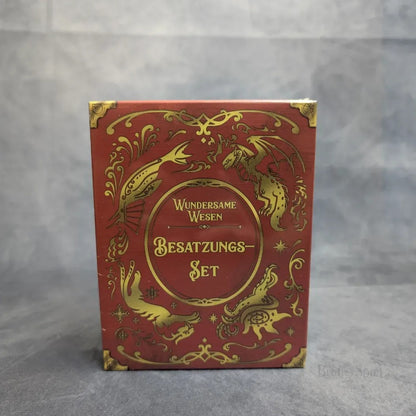 Wundersame
Wesen
Besatzungs-
Set